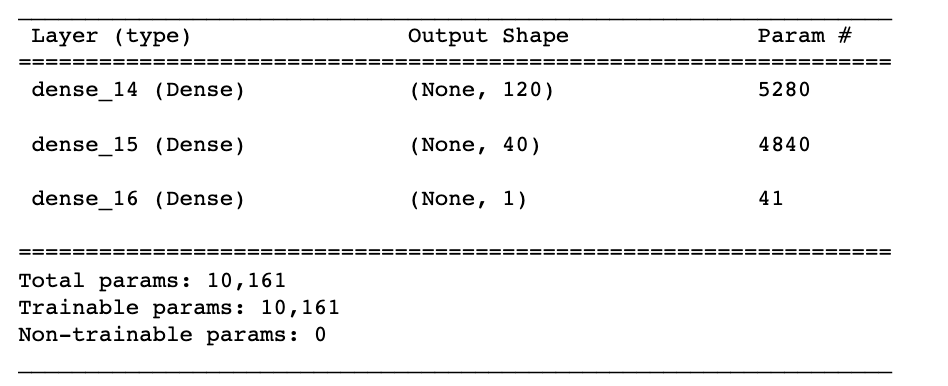 Layer (type) Output Shape Param #
=================================================================
dense_14 (Dense) (None, 120) 5280
dense_15 (Dense) (None, 40) 4840
dense_16 (Dense) (None, 1) 41
=================================================================
Total params: 10,161
Trainable params: 10,161
Non-trainable params: 0